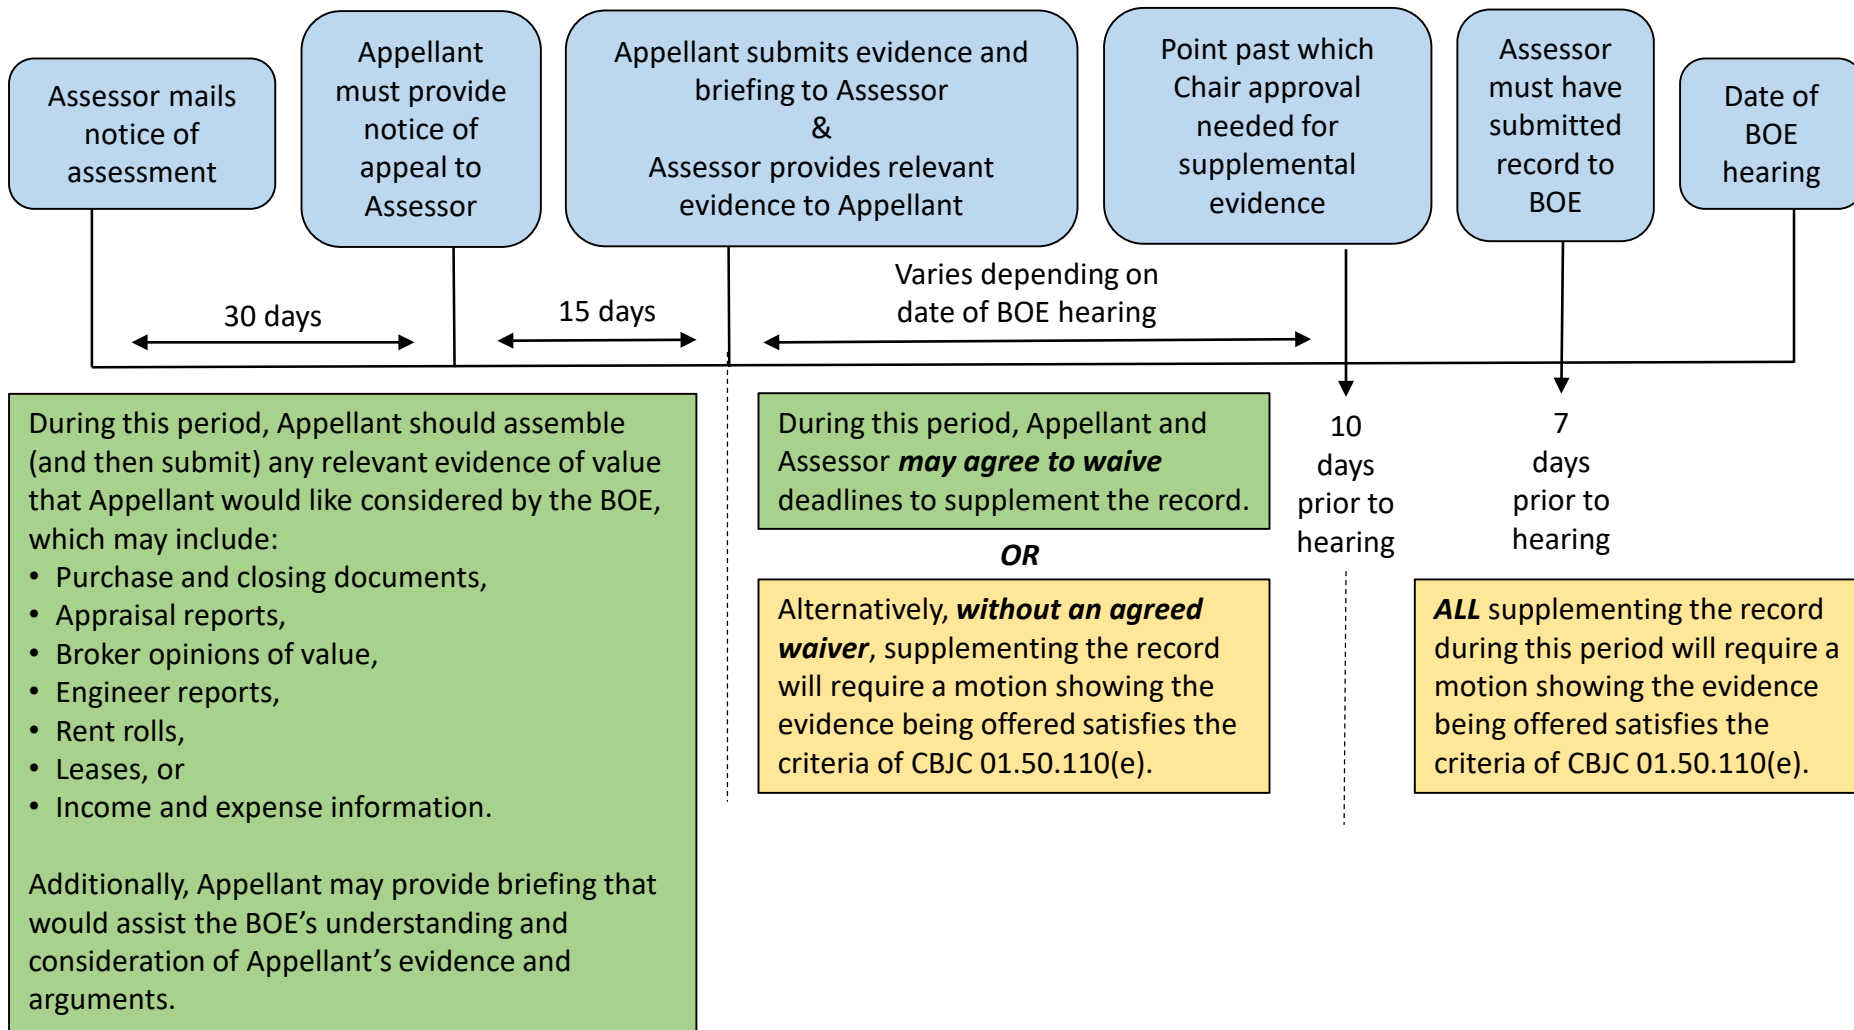 Assessor mails
notice of
assessment
Appellant
must provide
notice of
appeal to
Assessor
Appellant submits evidence and
briefing to Assessor
&
Assessor provides relevant
evidence to Appellant
Point past which
Chair approval
needed for
supplemental
evidence
Assessor
must have
submitted
record to
BOE
Date of
BOE
hearing
30 days
15 days
Varies depending on
date of BOE hearing
During this period, Appellant should assemble
(and then submit) any relevant evidence of value
that Appellant would like considered by the BOE,
which may include:
• Purchase and closing documents,
• Appraisal reports,
• Broker opinions of value,
• Engineer reports,
• Rent rolls,
• Leases, or
• Income and expense information.
Additionally, Appellant may provide briefing that
would assist the BOE’s understanding and
consideration of Appellant’s evidence and
arguments.
During this period, Appellant and
Assessor may agree to waive
deadlines to supplement the record.
OR
Alternatively, without an agreed
waiver, supplementing the record
will require a motion showing the
evidence being offered satisfies the
criteria of CBJC 01.50.110(e).
10
days
prior to
hearing
7
days
prior to
hearing
ALL supplementing the record
during this period will require a
motion showing the evidence
being offered satisfies the
criteria of CBJC 01.50.110(e).